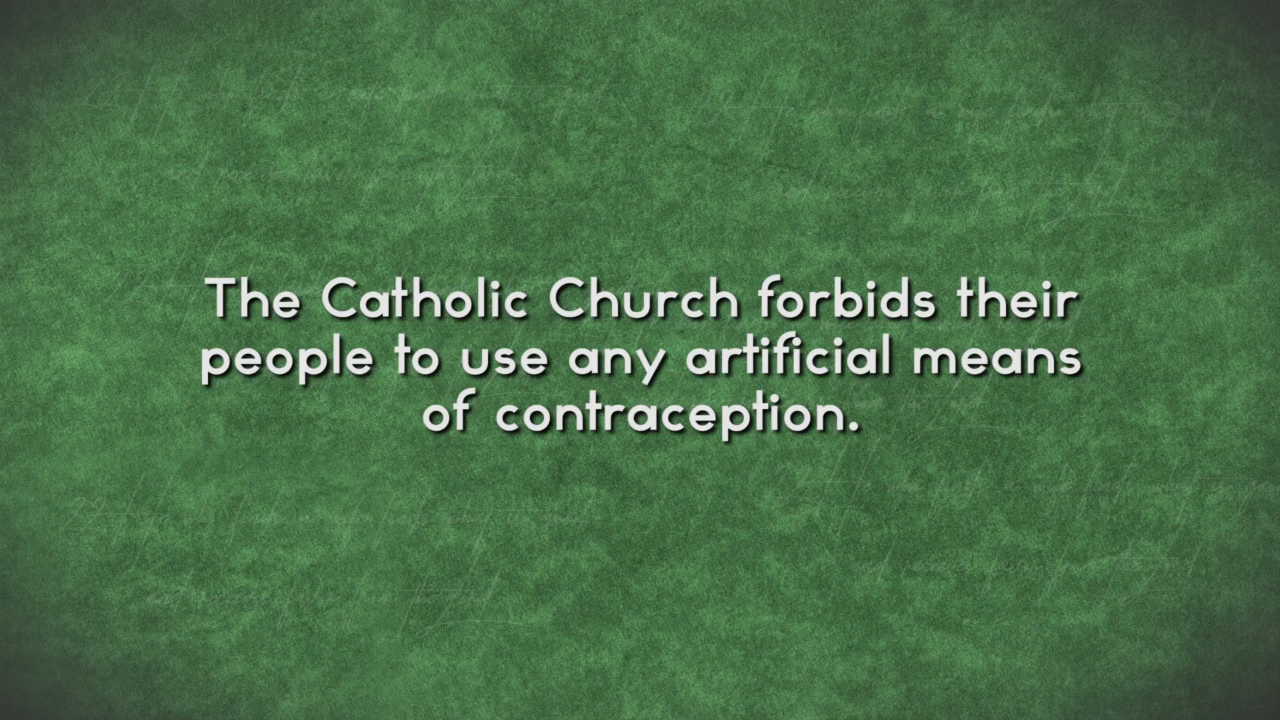 The Catholic Church forbids their
people to use any artificial means
of contraception.